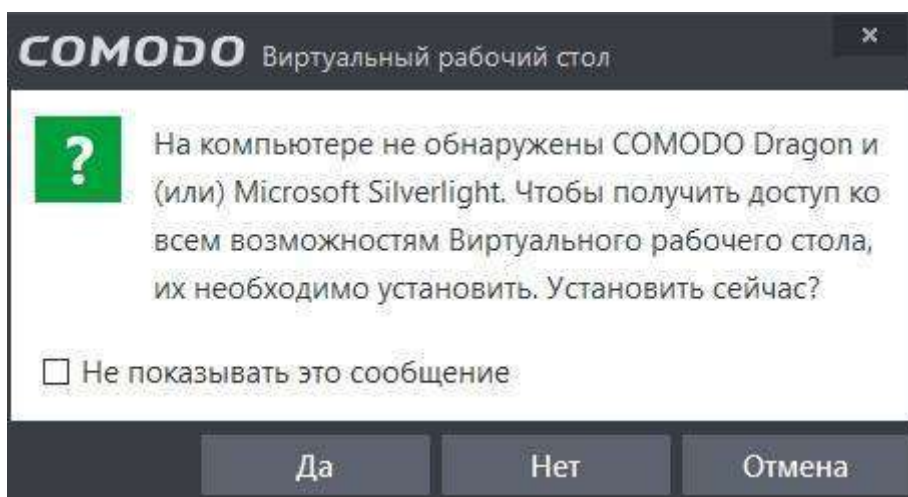 COMODO Виртуальный рабочий стол
На компьютере не обнаружены COMODO Dragon и
(или) Microsoft Silverlight. Чтобы получить доступ ко
всем возможностям Виртуального рабочего стола,
их необходимо установить. Установить сейчас?
Не показывать это сообщение
Да Нет Отмена